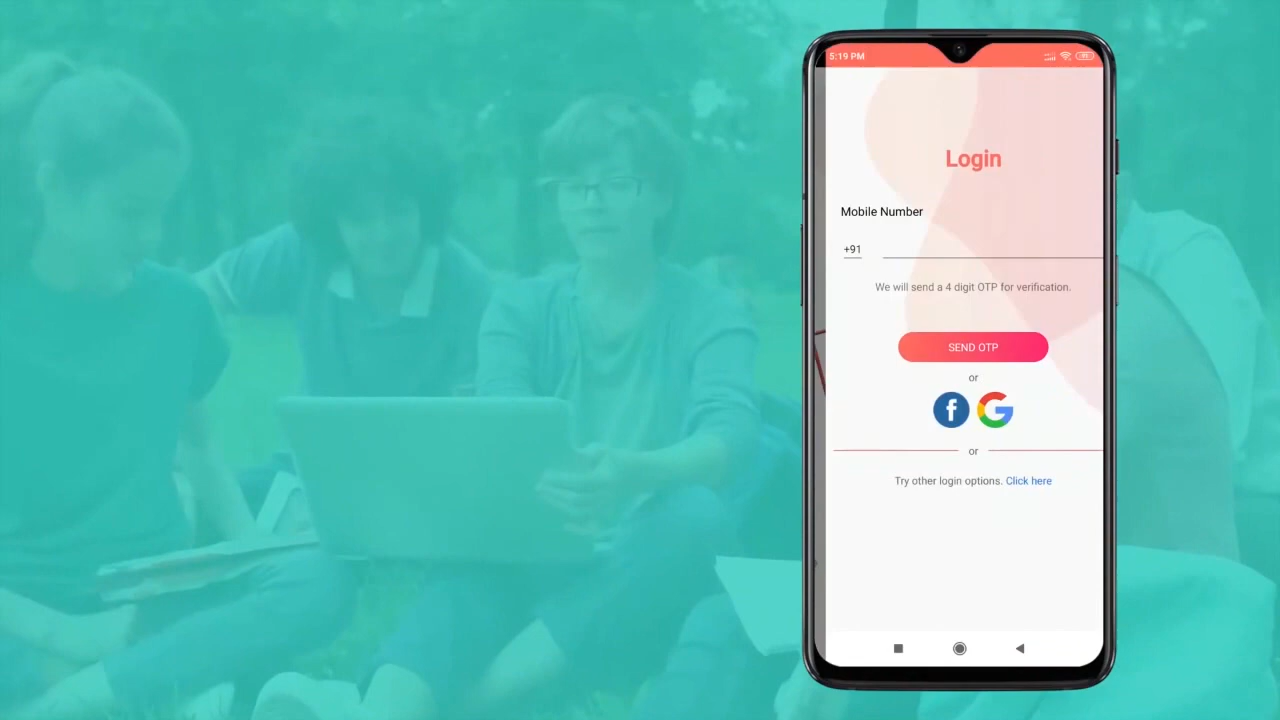 5:19 PM
Login
Mobile Number
+91
We will send a 4 digit OTP for verification.
SEND OTP
or
f G
or
Try other login options. Click here